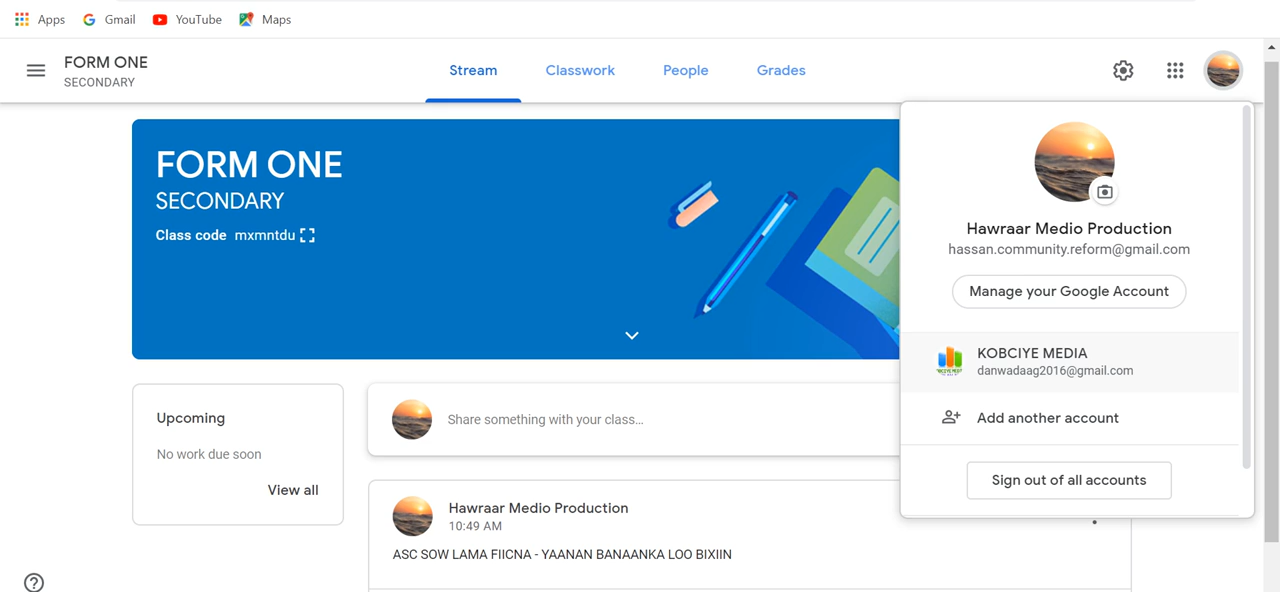 Apps Gmail YouTube Maps
FORM ONE
SECONDARY
Stream Classwork People Grades
FORM ONE
SECONDARY
Class code mxmntdu
Upcoming
No work due soon
View all
Share something with your class...
Hawraar Medio Production
10:49 AM
ASC SOW LAMA FIICNA - YAANAN BANAANKA LOO BIXIIN
Hawraar Medio Production
hassan.community.reform@gmail.com
Manage your Google Account
KOBCIYE MEDIA
danwadaag2016@gmail.com
Add another account
Sign out of all accounts